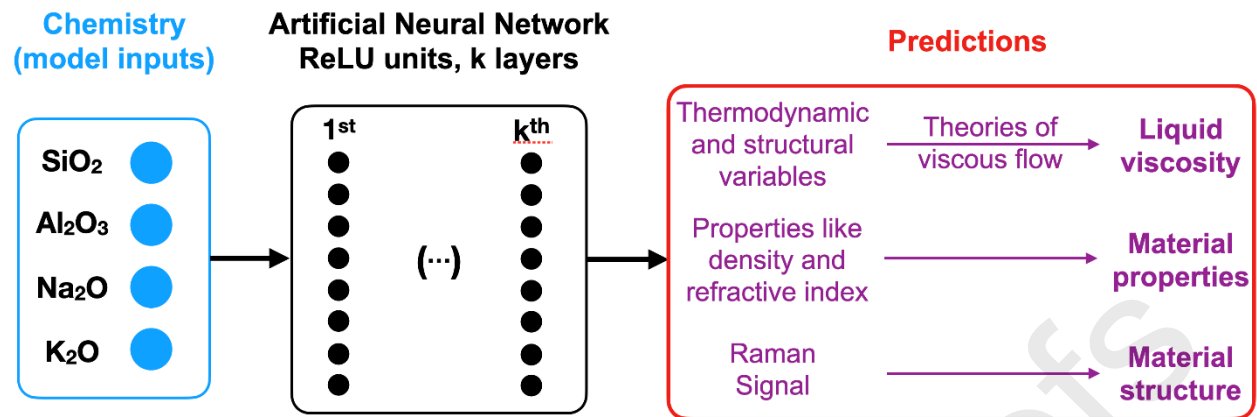 Chemistry
(model inputs)
SiO₂
Al₂O₃
Na₂O
K₂O
Artificial Neural Network
ReLU units, k layers
1ˢᵗ
kᵗʰ
(...)
Predictions
Thermodynamic
and structural
variables
Theories of
viscous flow
Liquid
viscosity
Properties like
density and
refractive index
Material
properties
Raman
Signal
Material
structure